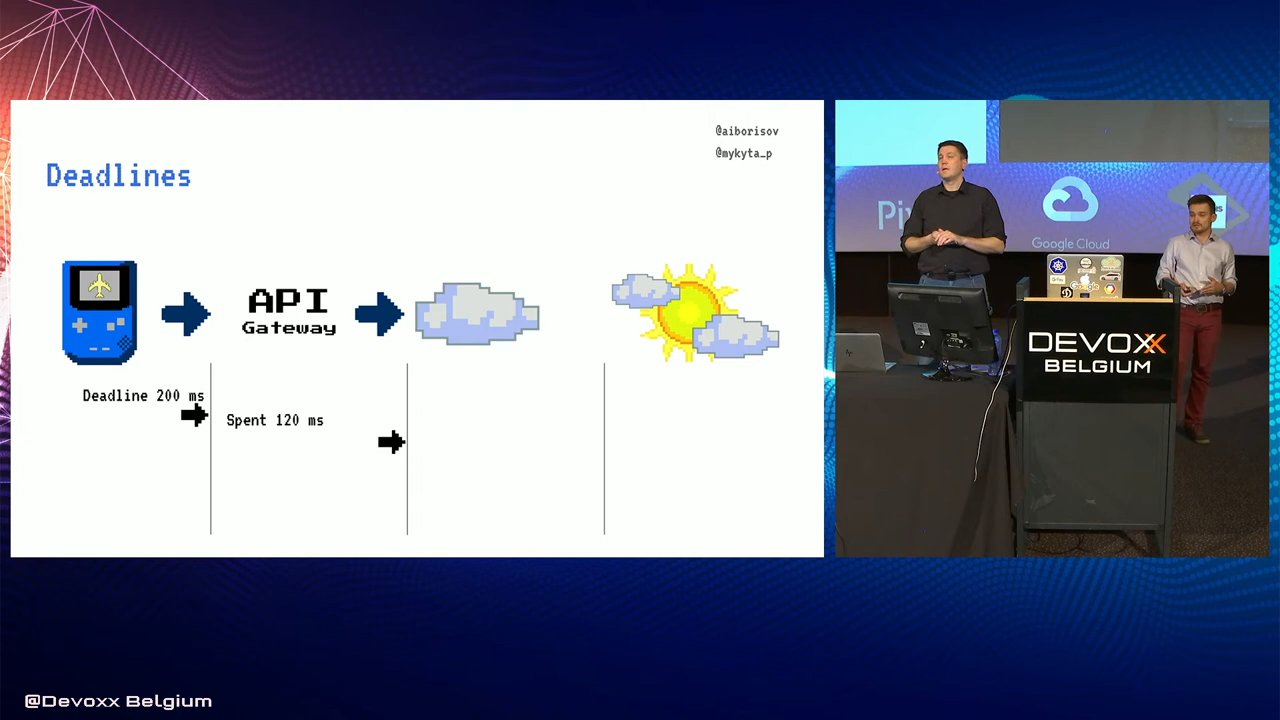 @aiborisov
@mykyta_p
Deadlines
API
Gateway
Deadline 200 ms
Spent 120 ms
Google Cloud
DEVOXX
BELGIUM
@Devoxx Belgium